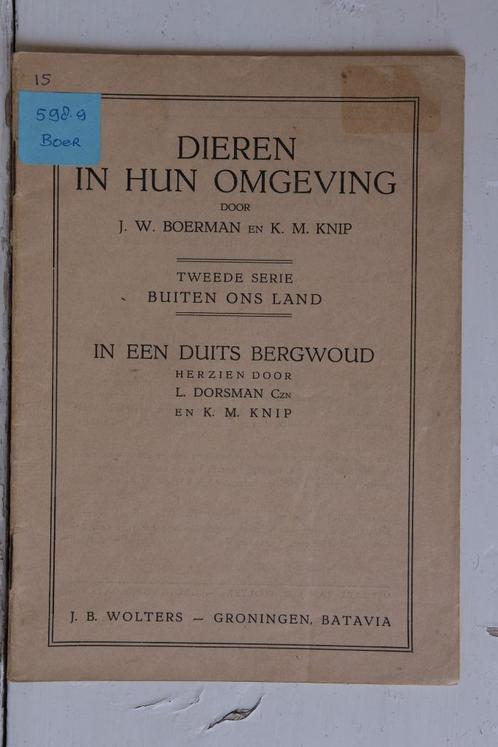 15
598.9
BOER
DIEREN
IN HUN OMGEVING
DOOR
J. W. BOERMAN EN K. M. KNIP
TWEEDE SERIE
BUITEN ONS LAND
IN EEN DUITS BERGWOUD
HERZIEN DOOR
L. DORSMAN CZN
EN K. M. KNIP
J. B. WOLTERS — GRONINGEN, BATAVIA